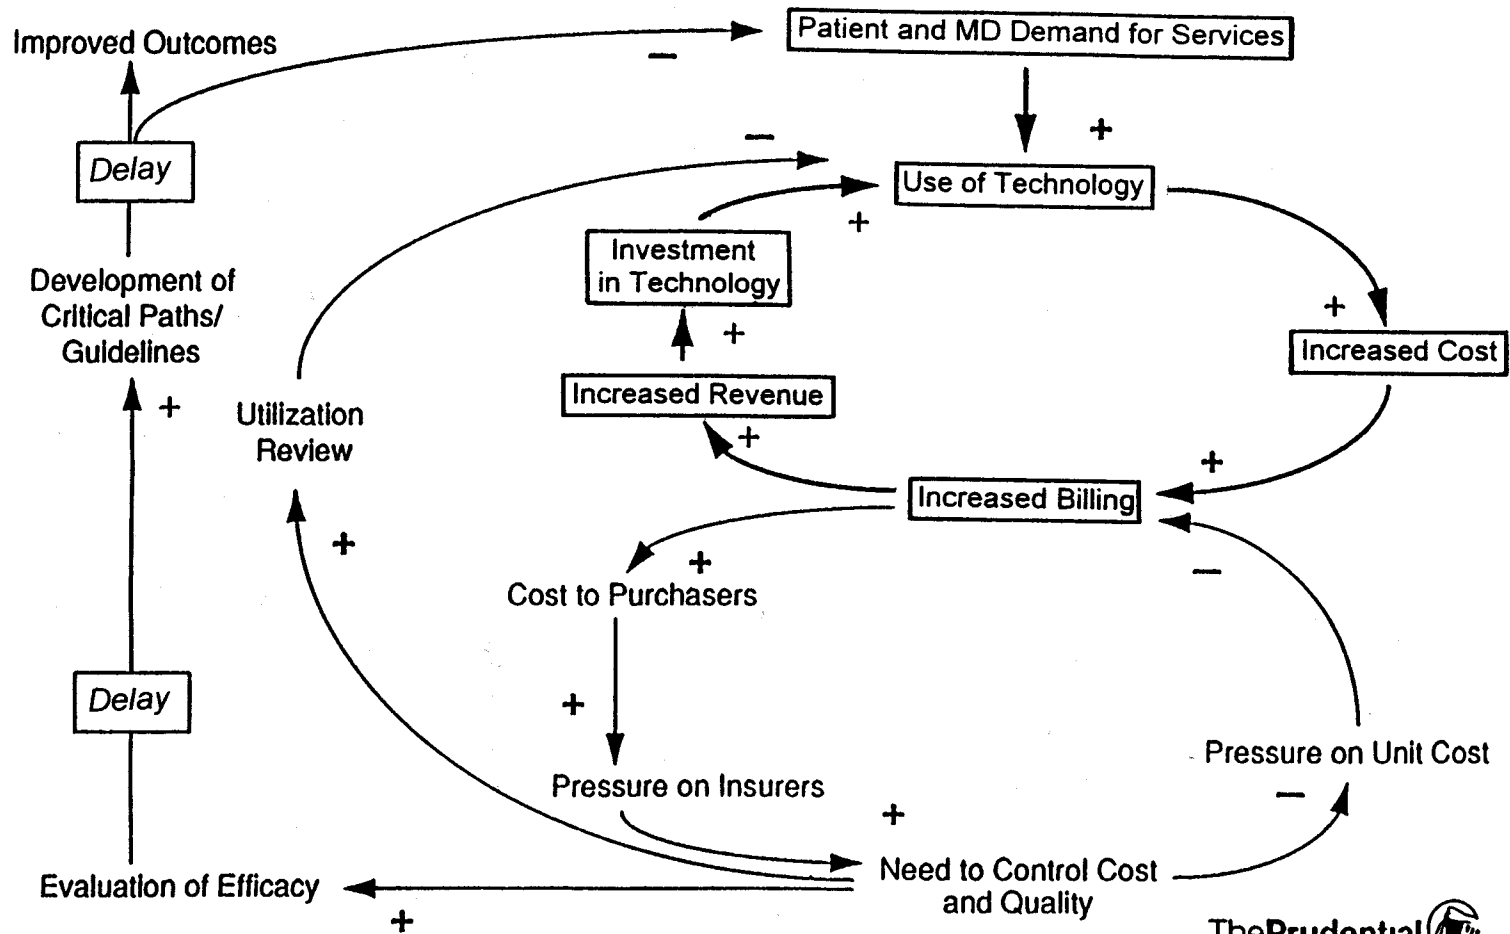 Improved Outcomes
Patient and MD Demand for Services
−
Delay
−
+
Use of Technology
+
Investment
in Technology
Development of
Critical Paths/
Guidelines
+
+
Increased Cost
Increased Revenue
+
Utilization
Review
+
+
Increased Billing
+
+
−
Cost to Purchasers
Delay
+
Pressure on Unit Cost
Pressure on Insurers
−
+
Need to Control Cost
and Quality
Evaluation of Efficacy
+
ThePrudential